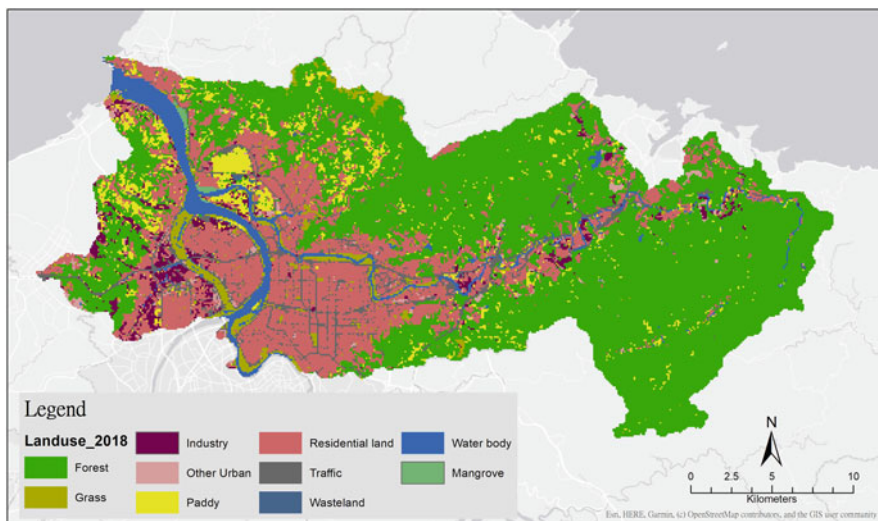 Legend
Landuse_2018
Forest
Grass
Industry
Other Urban
Paddy
Residential land
Traffic
Wasteland
Water body
Mangrove
N
0 2.5 5 10
Kilometers
Esri, HERE, Garmin, (c) OpenStreetMap contributors, and the GIS user community